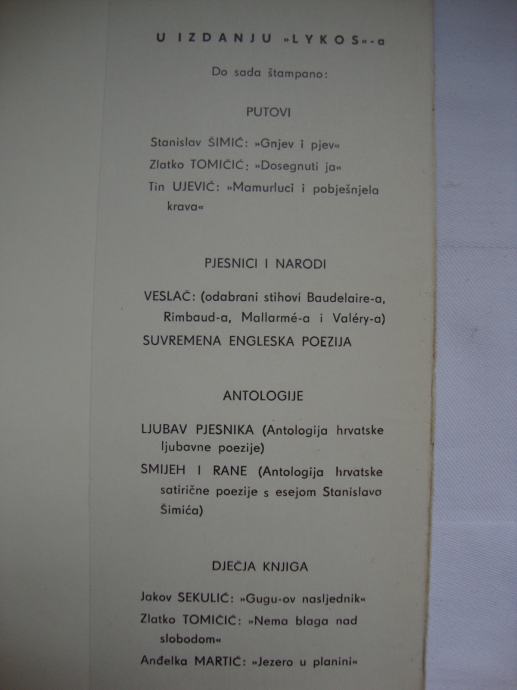 U IZDANJU »LYKOS«-a
Do sada štampano:
PUTOVI
Stanislav ŠIMIĆ: »Gnjev i pjev«
Zlatko TOMIČIĆ: »Dosegnuti ja«
Tin UJEVIĆ: »Mamurluci i pobješnjela
krava«
PJESNICI I NARODI
VESLAČ: (odabrani stihovi Baudelaire-a,
Rimbaud-a, Mallarmé-a i Valéry-a)
SUVREMENA ENGLESKA POEZIJA
ANTOLOGIJE
LJUBAV PJESNIKA (Antologija hrvatske
ljubavne poezije)
SMIJEH I RANE (Antologija hrvatske
satirične poezije s esejom Stanislava
Šimića)
DJEČJA KNJIGA
Jakov SEKULIĆ: »Gugu-ov nasljednik«
Zlatko TOMIČIĆ: »Nema blaga nad
slobodom«
Anđelka MARTIĆ: »Jezero u planini«